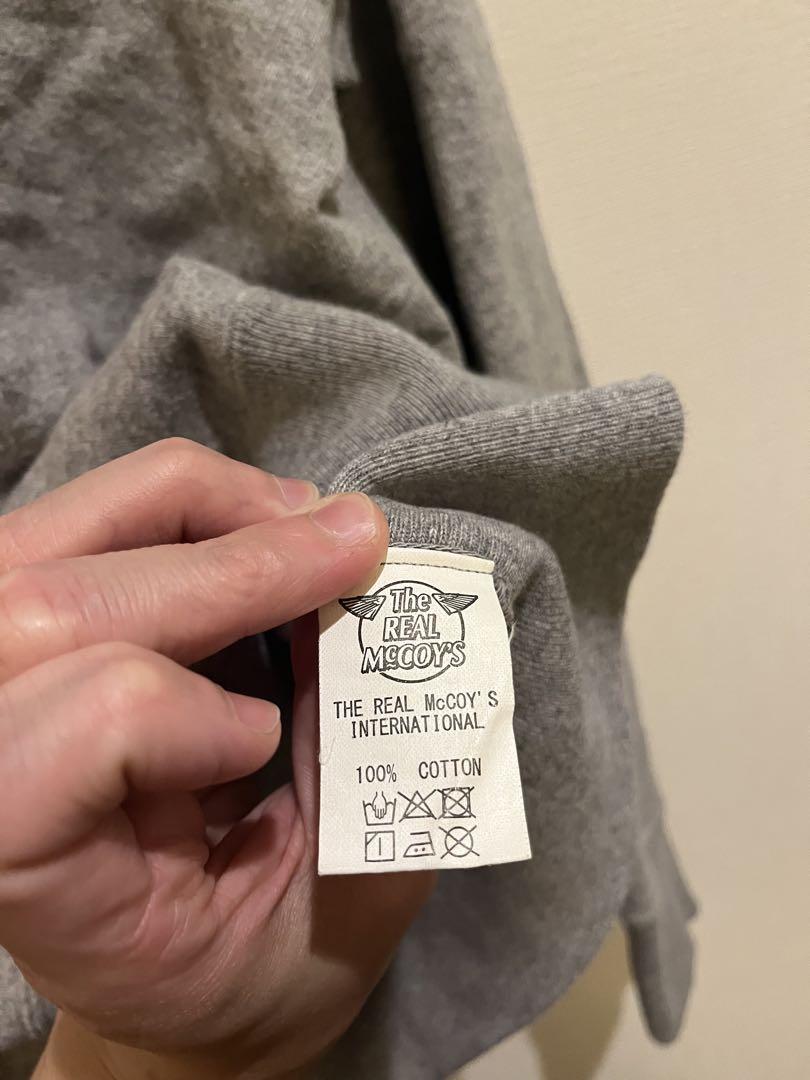 The
REAL
McCOY'S
THE REAL McCOY'S
INTERNATIONAL
100% COTTON